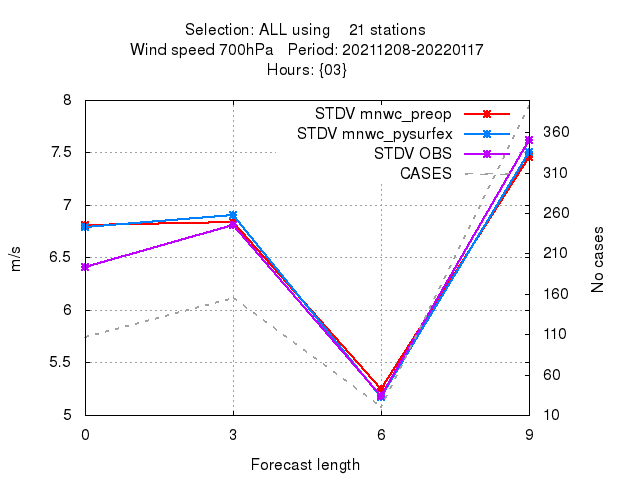 Selection: ALL using    21 stations
Wind speed 700hPa   Period: 20211208-20220117
Hours: {03}
STDV mnwc_preop
STDV mnwc_pysurfex
STDV OBS
CASES
8
7.5
7
6.5
6
5.5
5
m/s
360
310
260
210
160
110
60
10
No cases
0 3 6 9
Forecast length